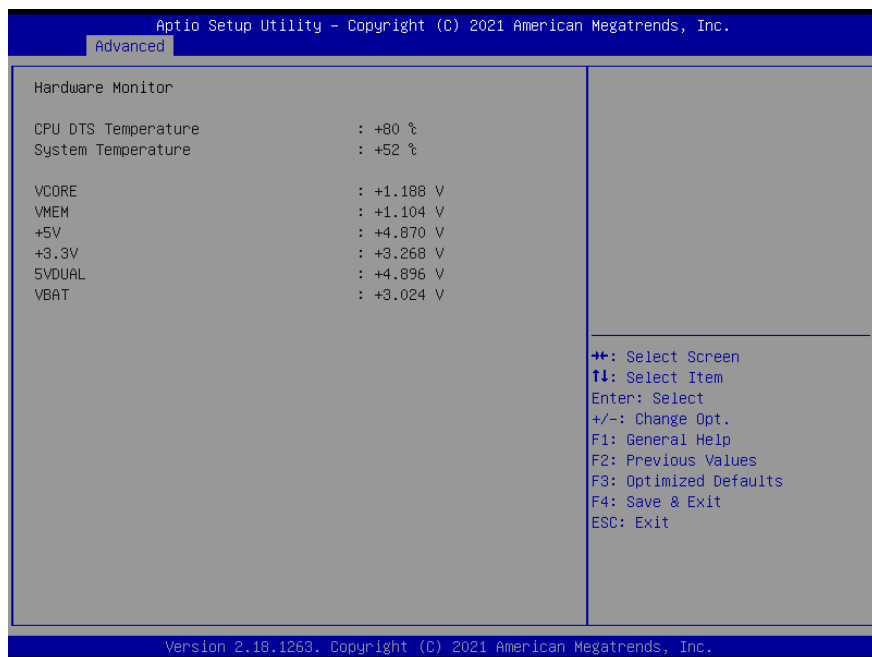 Aptio Setup Utility – Copyright (C) 2021 American Megatrends, Inc.
Advanced
Hardware Monitor
CPU DTS Temperature : +80 ℃
System Temperature : +52 ℃
VCORE : +1.188 V
VMEM : +1.104 V
+5V : +4.870 V
+3.3V : +3.268 V
5VDUAL : +4.896 V
VBAT : +3.024 V
→←: Select Screen
↑↓: Select Item
Enter: Select
+/-: Change Opt.
F1: General Help
F2: Previous Values
F3: Optimized Defaults
F4: Save & Exit
ESC: Exit
Version 2.18.1263. Copyright (C) 2021 American Megatrends, Inc.